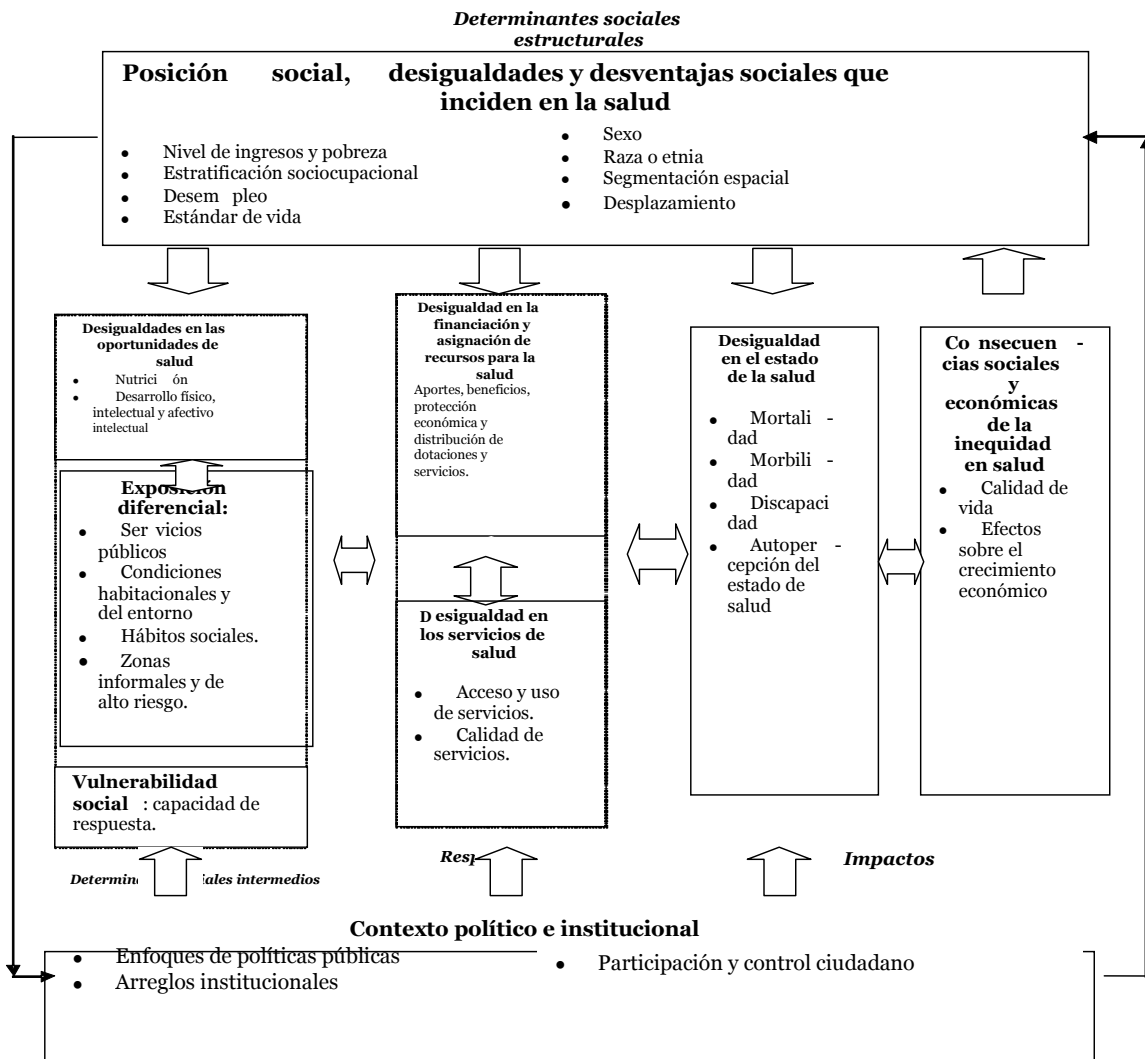 Determinantes sociales
estructurales
Posición social, desigualdades y desventajas sociales que
inciden en la salud
• Nivel de ingresos y pobreza
• Estratificación sociocupacional
• Desem pleo
• Estándar de vida
• Sexo
• Raza o etnia
• Segmentación espacial
• Desplazamiento
Desigualdades en las
oportunidades de
salud
• Nutrici ón
• Desarrollo físico,
intelectual y afectivo
intelectual
Exposición
diferencial:
• Ser vicios
públicos
• Condiciones
habitacionales y
del entorno
• Hábitos sociales.
• Zonas
informales y de
alto riesgo.
Vulnerabilidad
social : capacidad de
respuesta.
Desigualdad en la
financiación y
asignación de
recursos para la
salud
Aportes, beneficios,
protección
económica y
distribución de
dotaciones y
servicios.
D esigualdad en
los servicios de
salud
• Acceso y uso
de servicios.
• Calidad de
servicios.
Desigualdad
en el estado
de la salud
• Mortali -
dad
• Morbili -
dad
• Discapaci
dad
• Autoper -
cepción del
estado de
salud
Co nsecuen -
cias sociales
y
económicas
de la
inequidad
en salud
• Calidad de
vida
• Efectos
sobre el
crecimiento
económico
intermedios
Impactos
Contexto político e institucional
• Enfoques de políticas públicas
• Arreglos institucionales
• Participación y control ciudadano